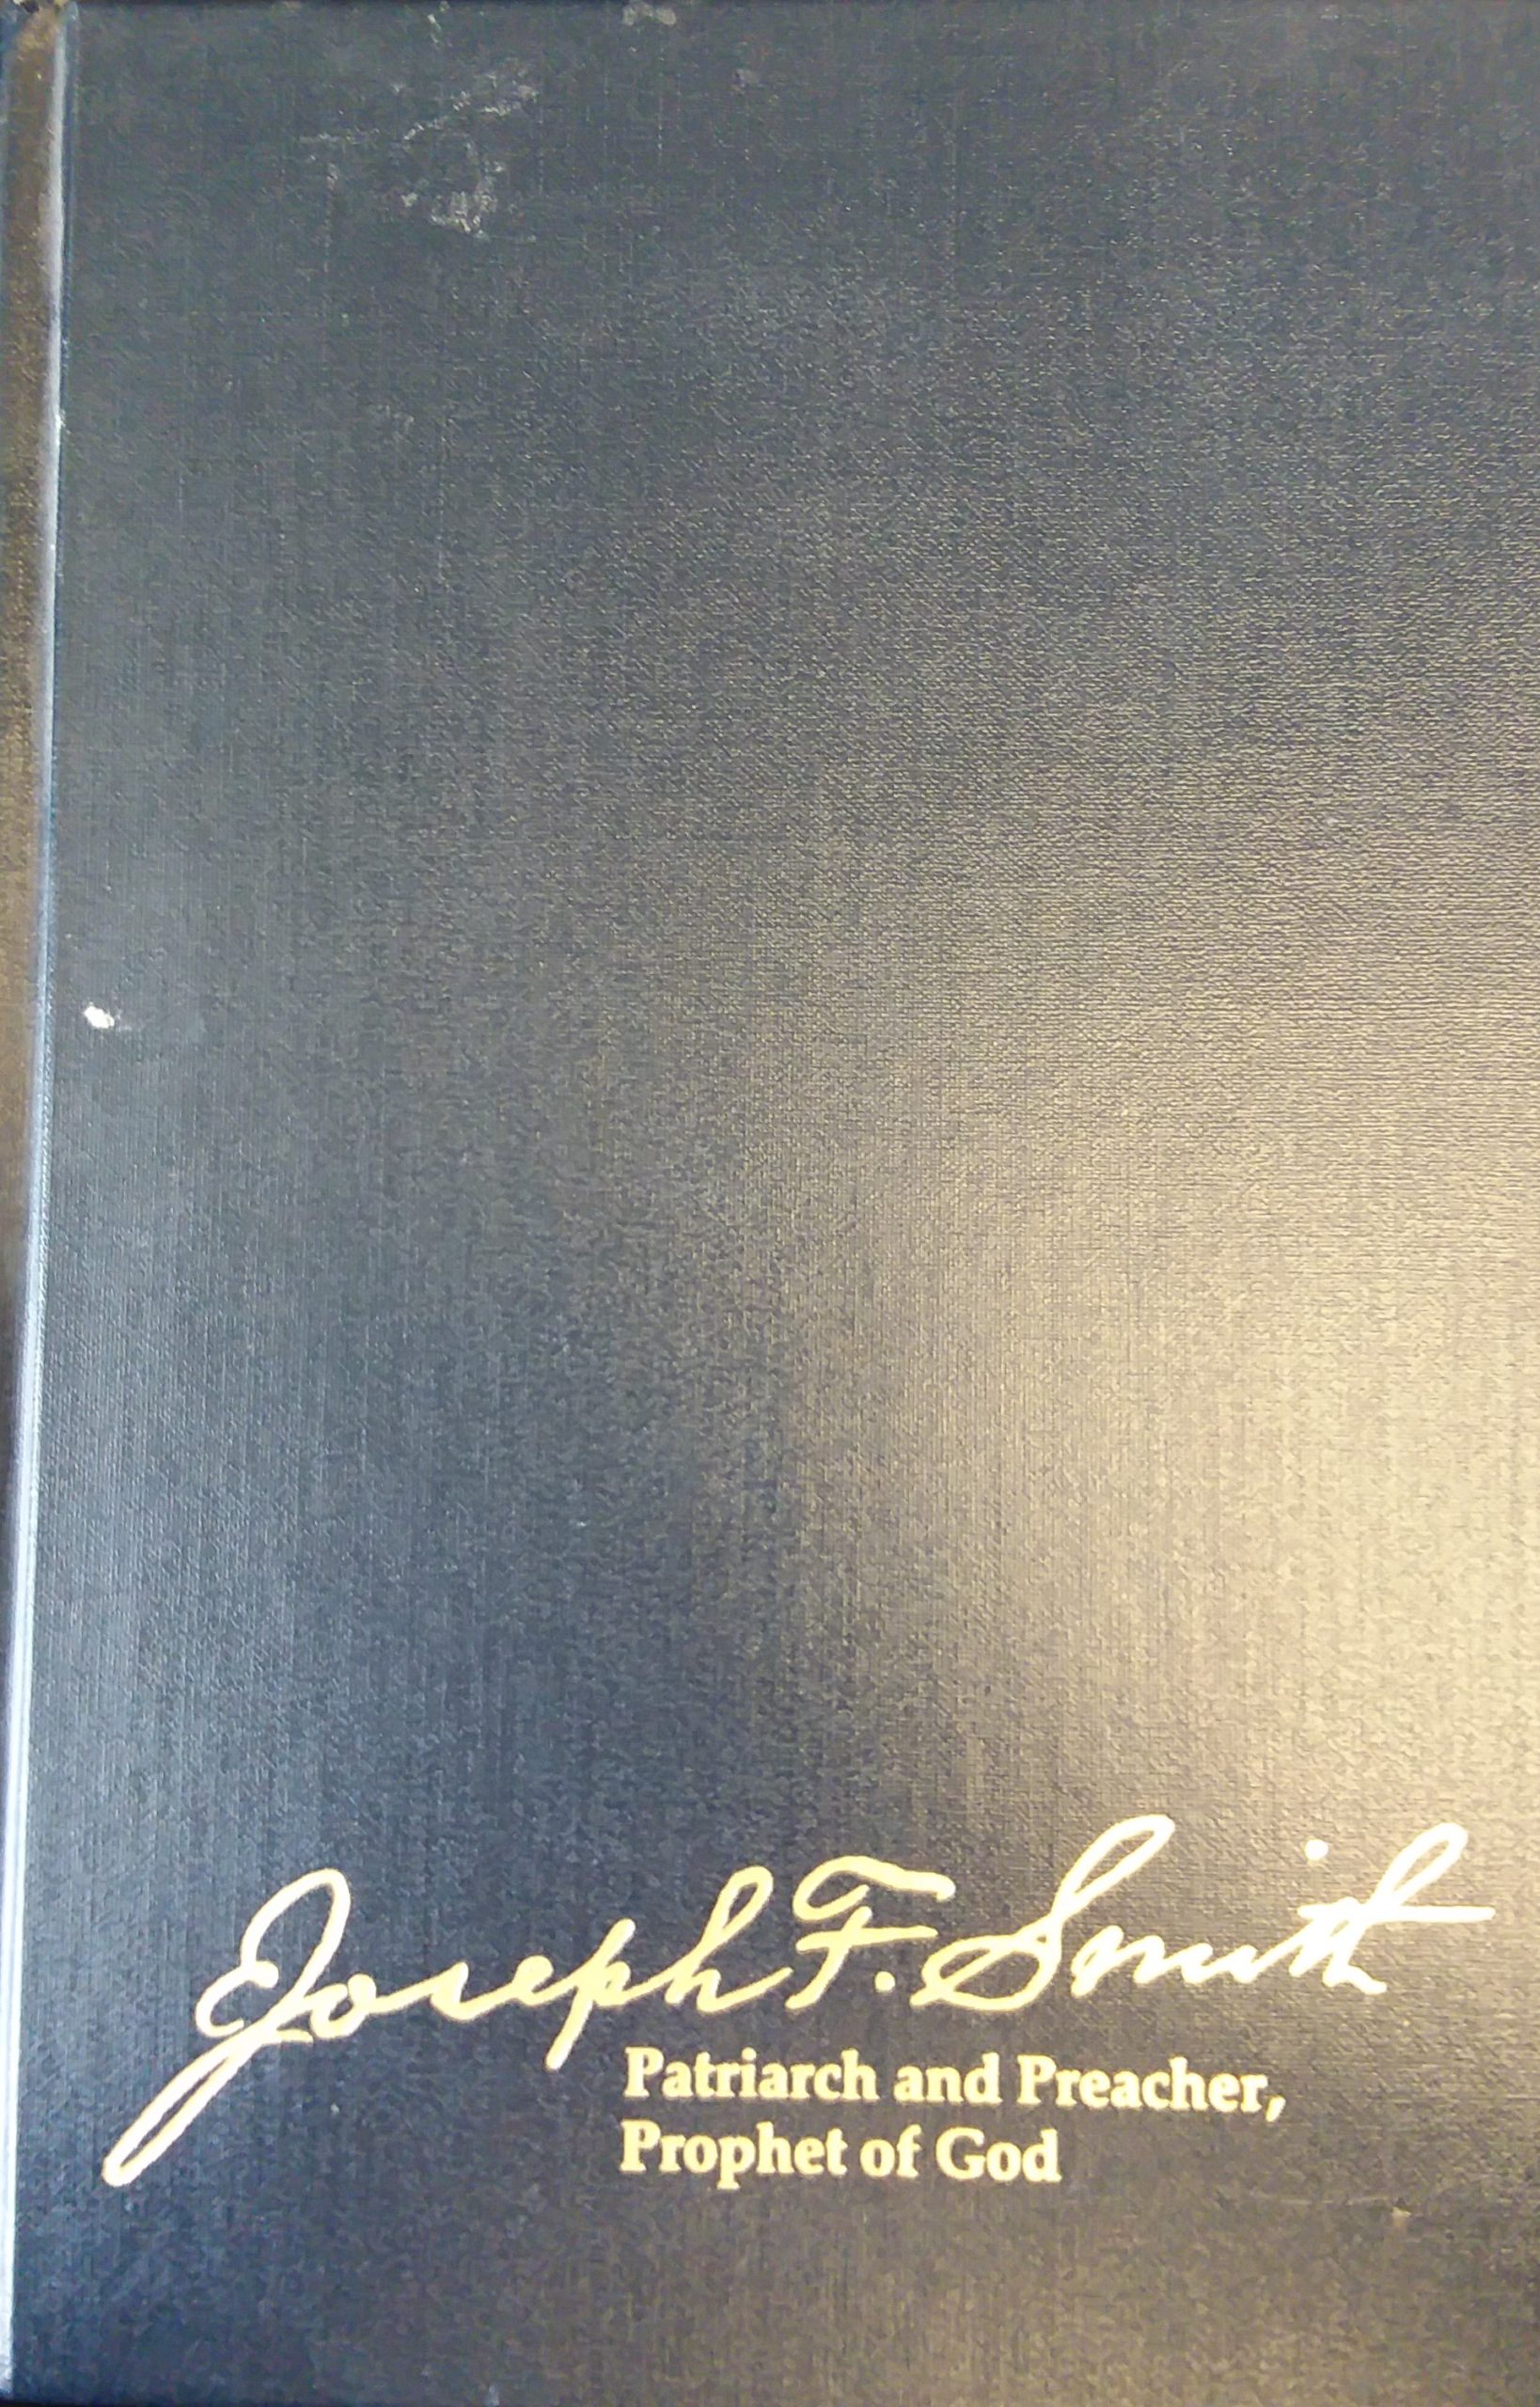 Joseph F. Smith
Patriarch and Preacher,
Prophet of God